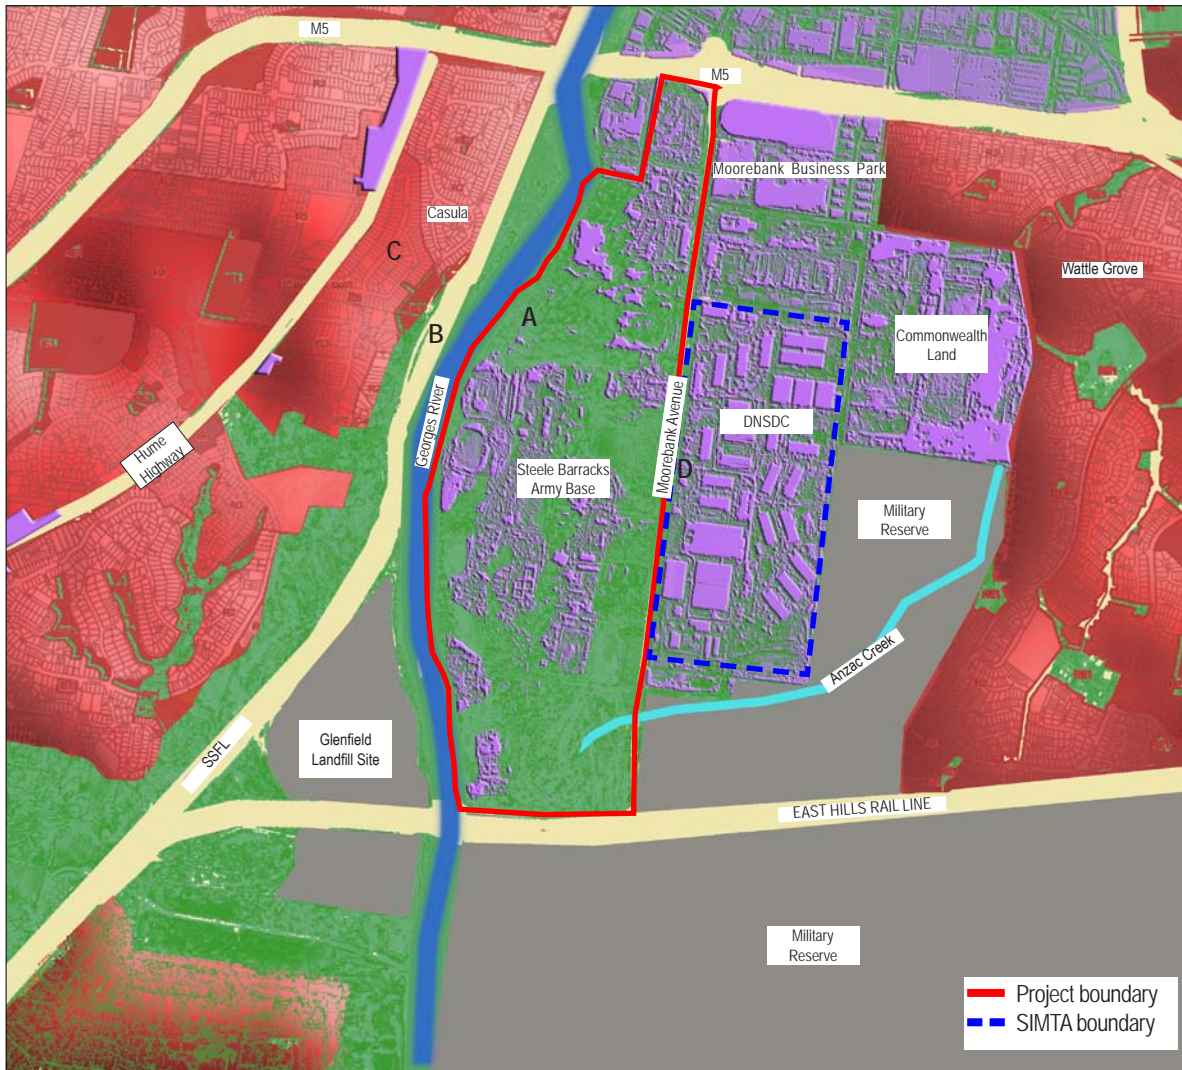 M5
M5
Moorebank Business Park
Casula
C
Wattle Grove
A
B
Commonwealth
Land
Georges River
Moorebank Avenue
DNSDC
Hume
Highway
Steele Barracks
Army Base
D
Military
Reserve
Anzac Creek
SSFL
Glenfield
Landfill Site
EAST HILLS RAIL LINE
Military
Reserve
Project boundary
SIMTA boundary